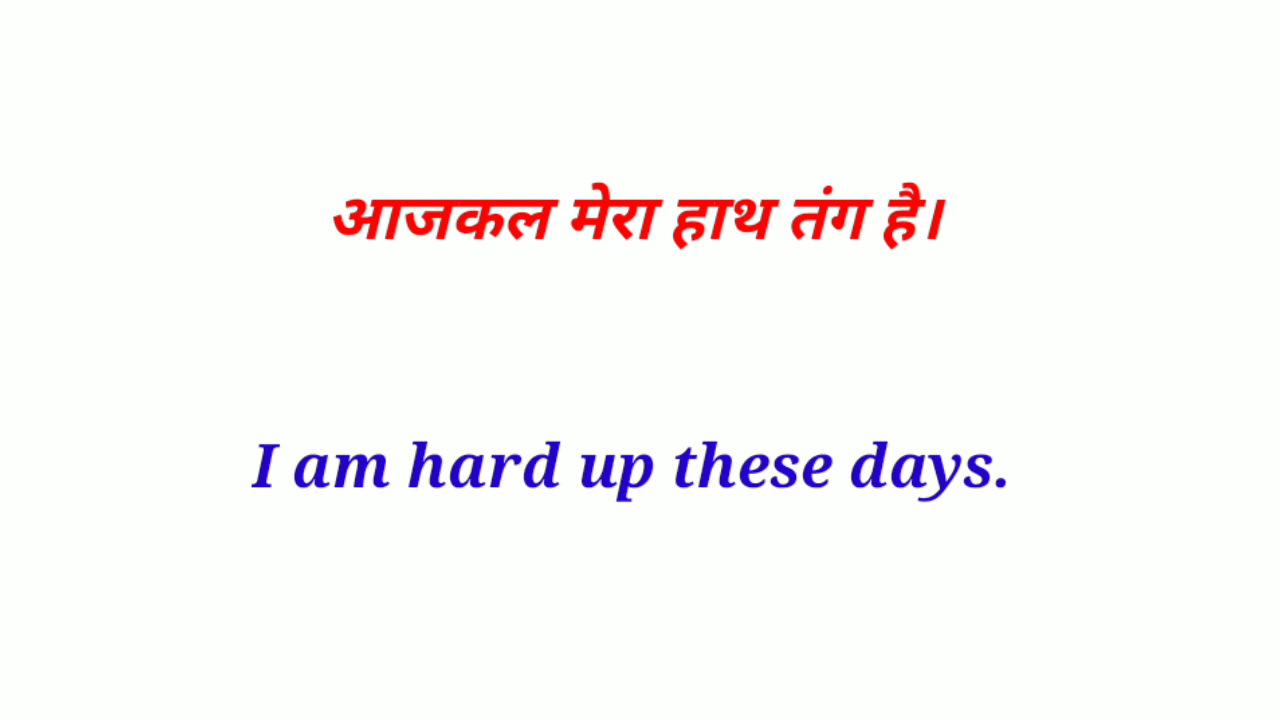 आजकल मेरा हाथ तंग है।
I am hard up these days.